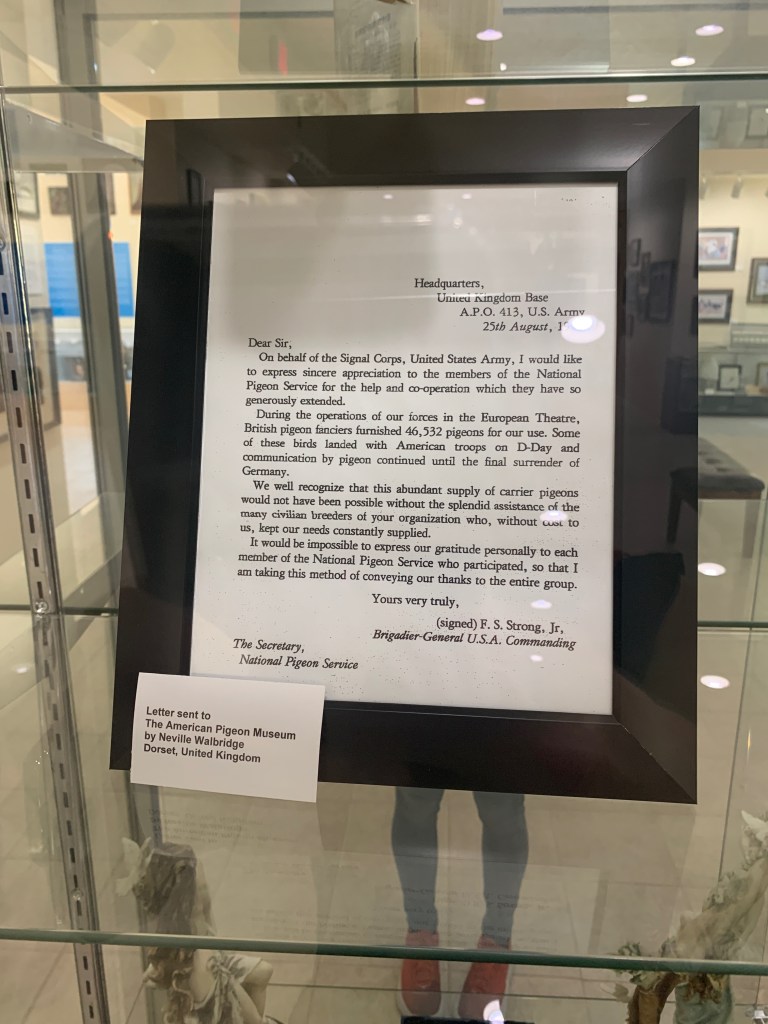 Headquarters,
United Kingdom Base
A.P.O. 413, U.S. Army
25th August,
Dear Sir,
On behalf of the Signal Corps, United States Army, I would like
to express sincere appreciation to the members of the National
Pigeon Service for the help and co-operation which they have so
generously extended.
During the operations of our forces in the European Theatre,
British pigeon fanciers furnished 46,532 pigeons for our use. Some
of these birds landed with American troops on D-Day and
communication by pigeon continued until the final surrender of
Germany.
We well recognize that this abundant supply of carrier pigeons
would not have been possible without the splendid assistance of the
many civilian breeders of your organization who, without cost to
us, kept our needs constantly supplied.
It would be impossible to express our gratitude personally to each
member of the National Pigeon Service who participated, so that I
am taking this method of conveying our thanks to the entire group.
Yours very truly,
(signed) F. S. Strong, Jr,
Brigadier-General U.S.A. Commanding
The Secretary,
National Pigeon Service
Letter sent to
The American Pigeon Museum
by Neville Walbridge
Dorset, United Kingdom